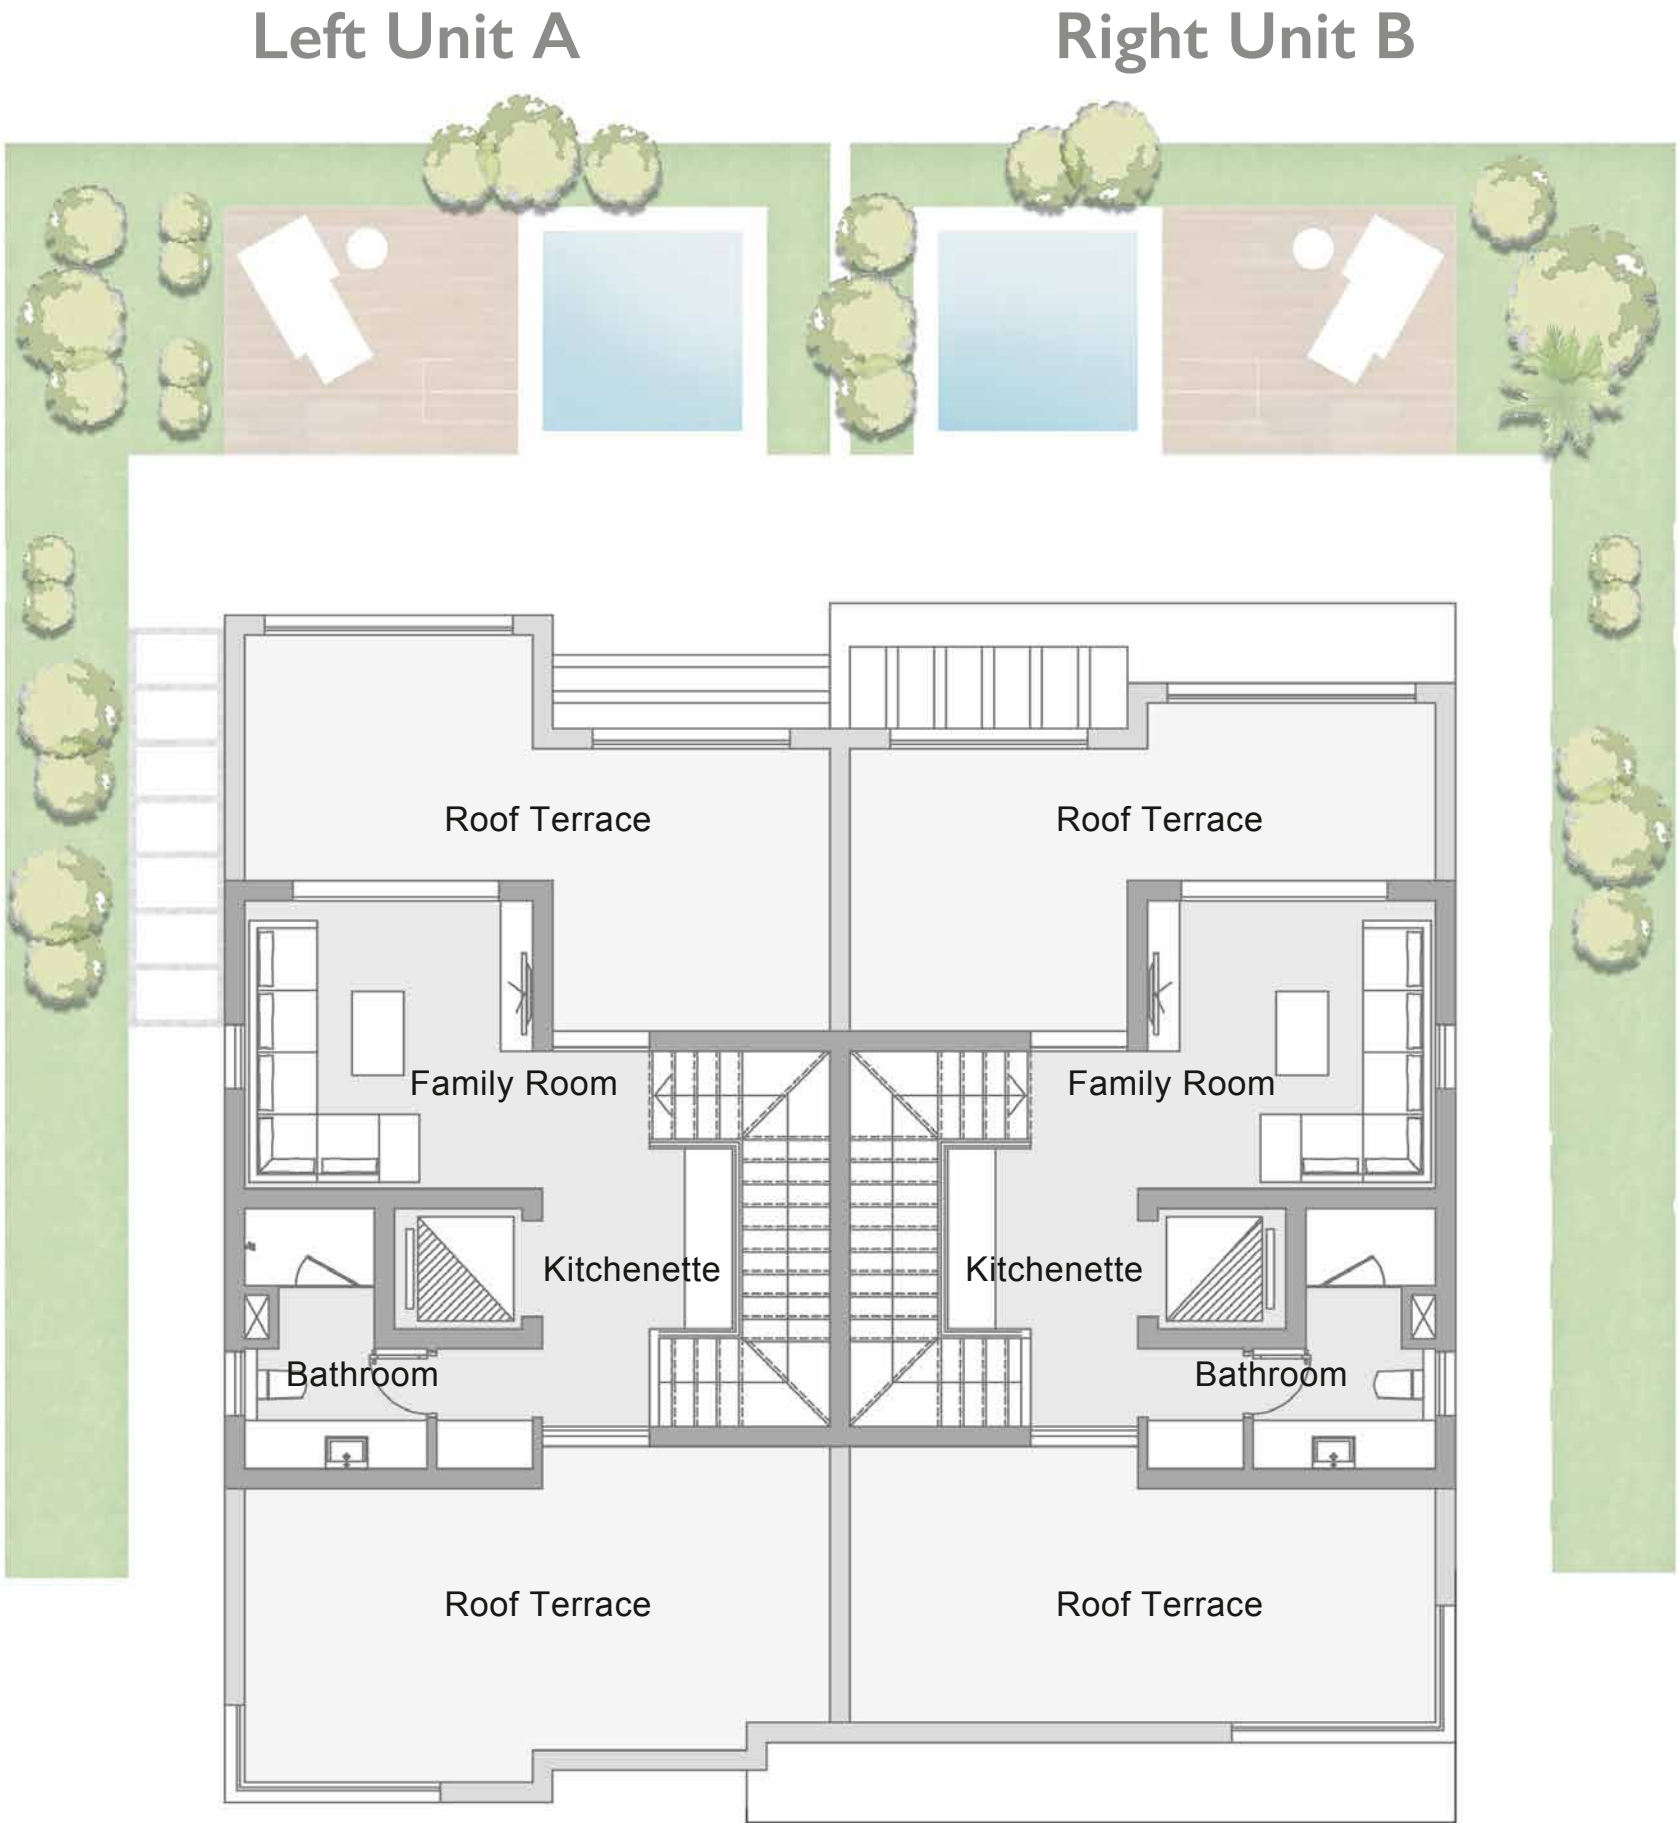 Left Unit A
Right Unit B
Roof Terrace
Roof Terrace
Family Room
Family Room
Kitchenette
Kitchenette
Bathroom
Bathroom
Roof Terrace
Roof Terrace